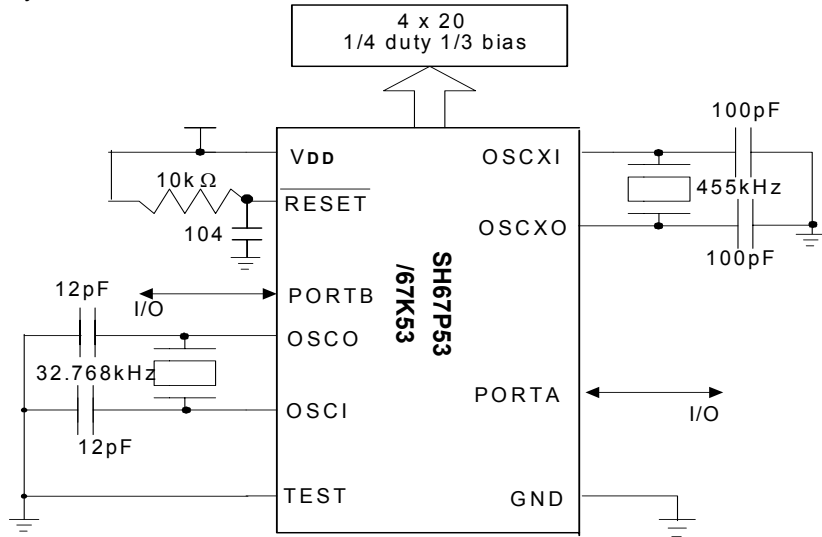 4 x 20
1/4 duty 1/3 bias
100pF
VDD
OSCXI
10kΩ
455kHz
RESET
104
OSCXO
100pF
SH67P53
/67K53
12pF
PORTB
I/O
OSCO
32.768kHz
PORTA
I/O
OSCI
12pF
TEST
GND